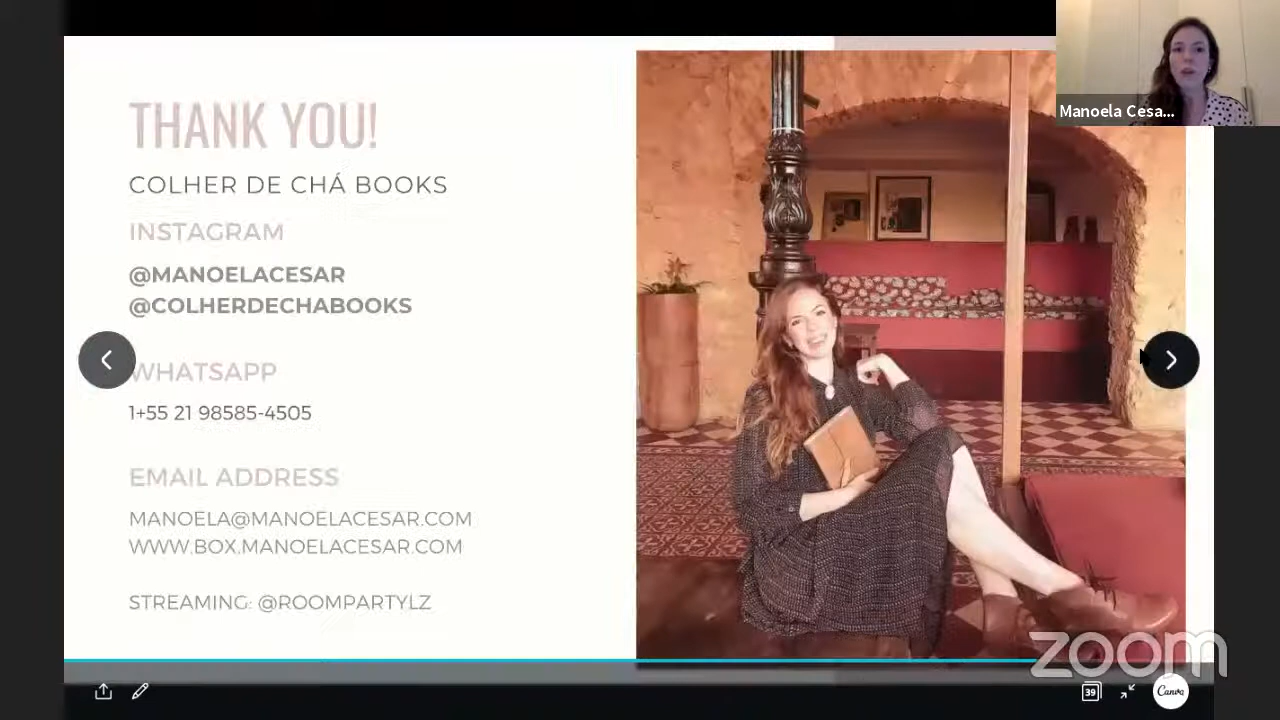 THANK YOU!
COLHER DE CHÁ BOOKS
INSTAGRAM
@MANOELACESAR
@COLHERDECHABOOKS
WHATSAPP
1+55 21 98585-4505
EMAIL ADDRESS
MANOELA@MANOELACESAR.COM
WWW.BOX.MANOELACESAR.COM
STREAMING: @ROOMPARTYLZ
Manoela Cesa...
zoom
39
Canva